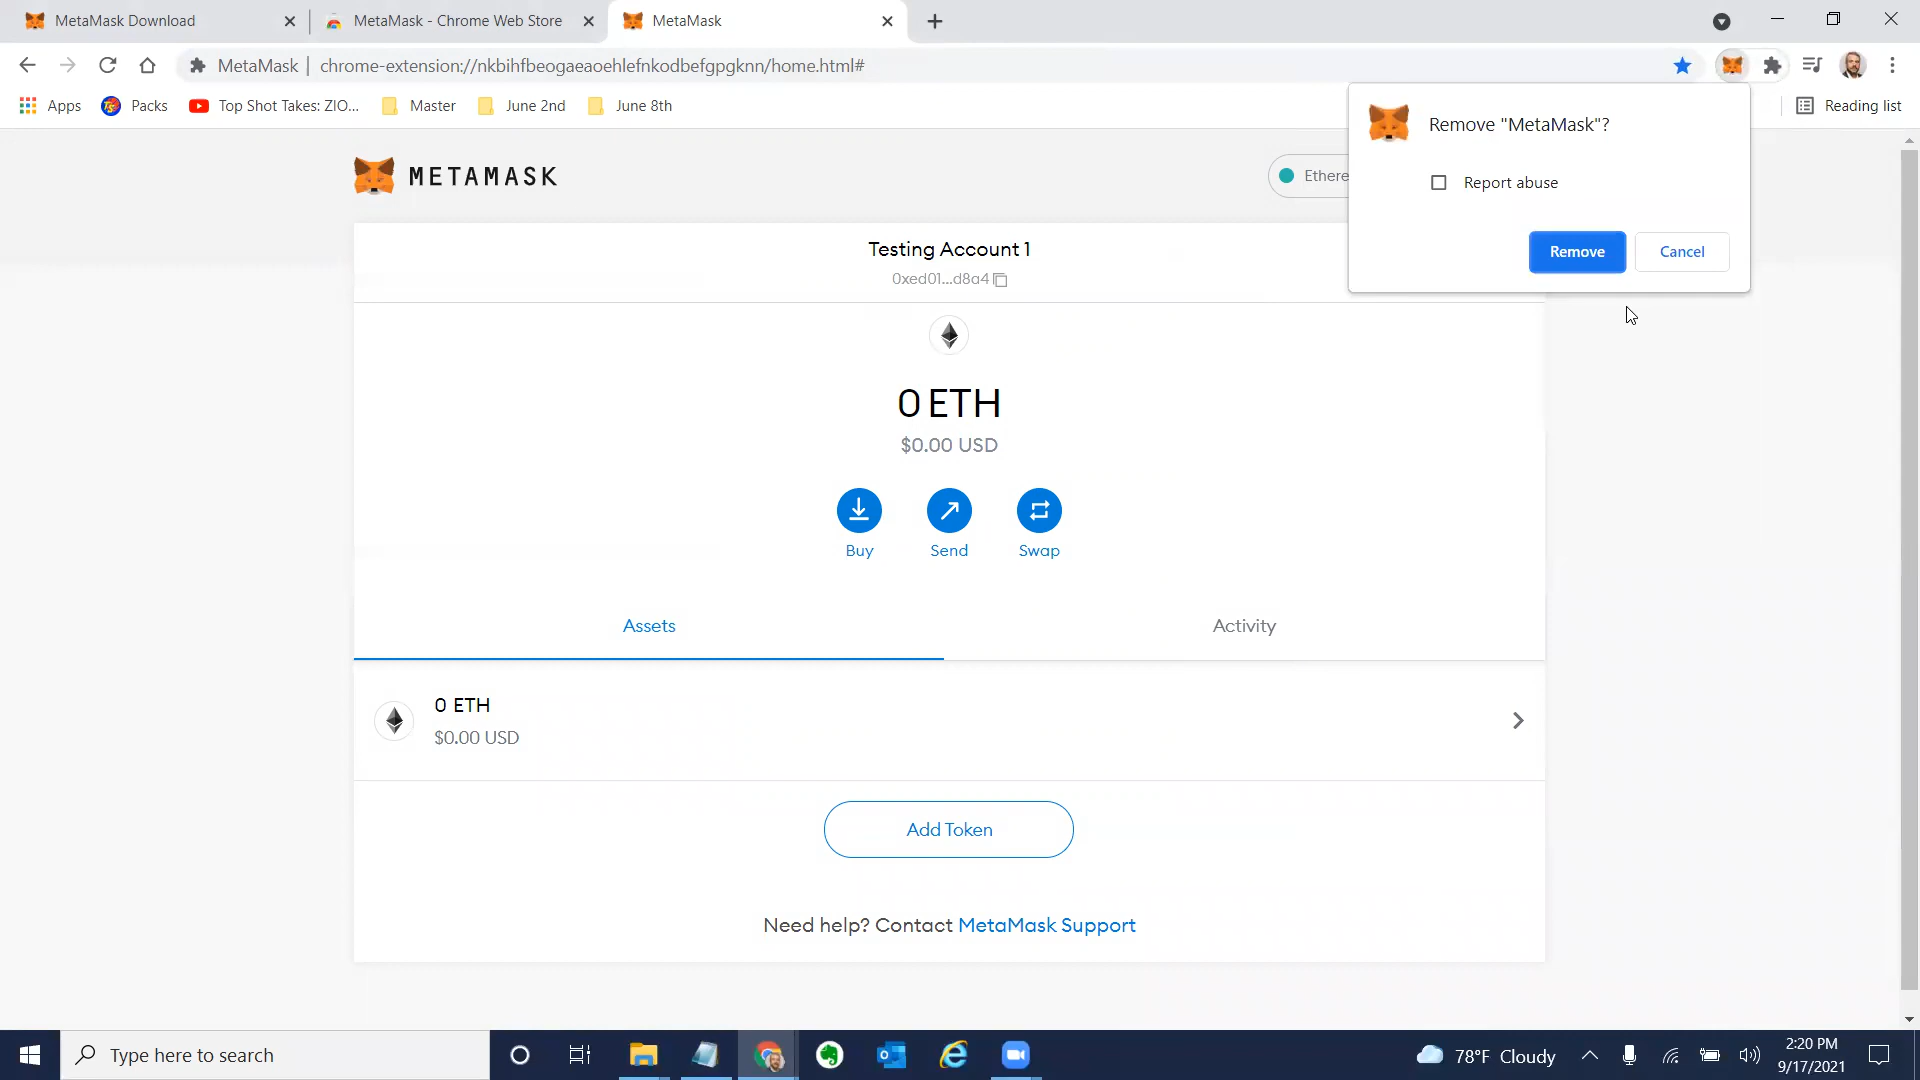 MetaMask Download
MetaMask - Chrome Web Store
MetaMask
MetaMask | chrome-extension://nkbihfbeogaeaoehlefnkodbefgpgknn/home.html#
Apps
Packs
Top Shot Takes: ZIO...
Master
June 2nd
June 8th
Reading list
Remove "MetaMask"?
Report abuse
Remove
Cancel
METAMASK
Ethere
Testing Account 1
0xed01...d8a4
0 ETH
$0.00 USD
Buy
Send
Swap
Assets
Activity
0 ETH
$0.00 USD
Add Token
Need help? Contact MetaMask Support
Type here to search
78°F Cloudy
2:20 PM
9/17/2021